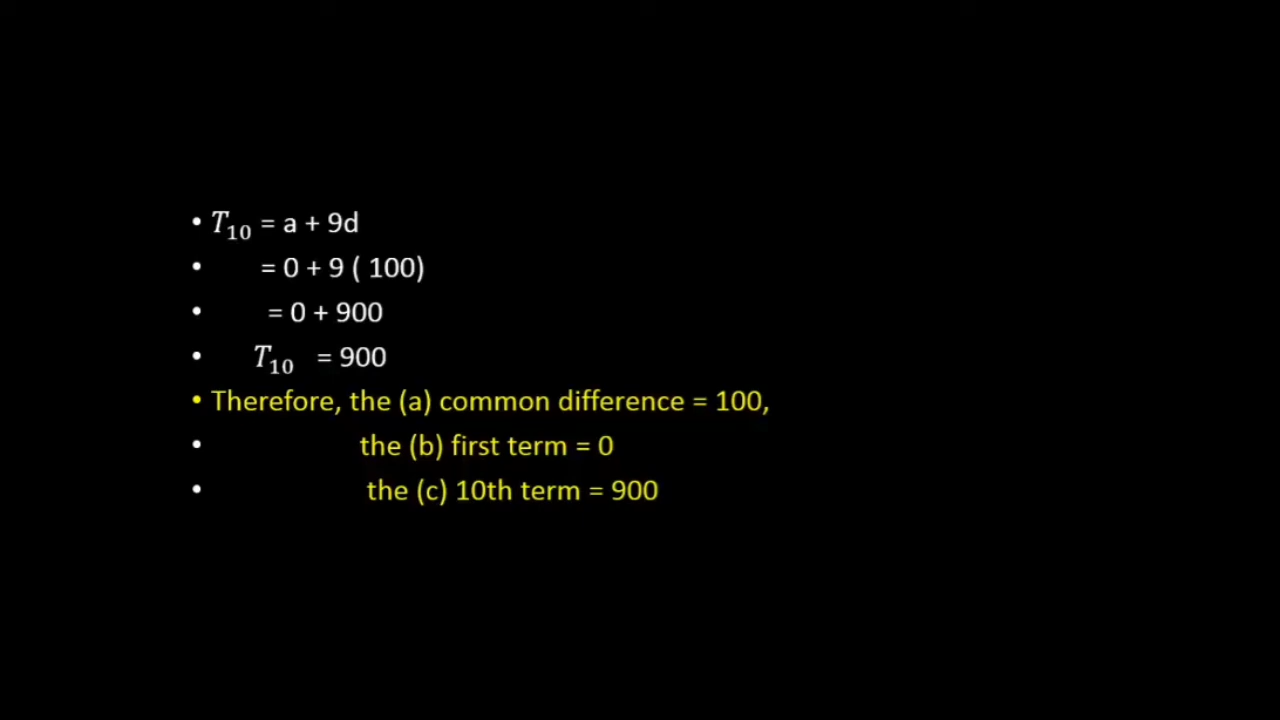 • T₁₀ = a + 9d
• = 0 + 9 ( 100)
• = 0 + 900
• T₁₀ = 900
• Therefore, the (a) common difference = 100,
• the (b) first term = 0
• the (c) 10th term = 900